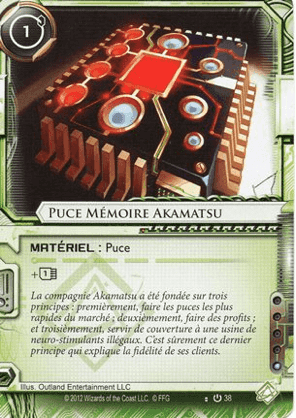 1
PUCE MÉMOIRE AKAMATSU
MATÉRIEL : Puce
+1
La compagnie Akamatsu a été fondée sur trois
principes : premièrement, faire les puces les plus
rapides du marché ; deuxièmement, faire des profits ;
et troisièmement, servir de couverture à une usine de
neuro-stimulants illégaux. C'est sûrement ce dernier
principe qui explique la fidélité de ses clients.
Illus. Outland Entertainment LLC
© 2012 Wizards of the Coast LLC. © FFG
38